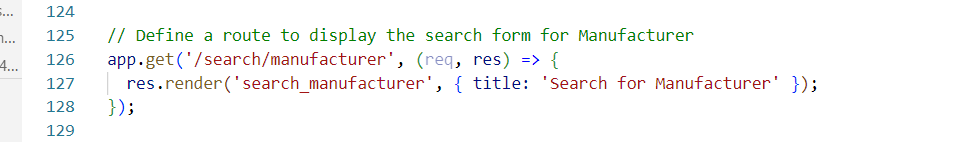 s...
124
125 // Define a route to display the search form for Manufacturer
n...
126 app.get('/search/manufacturer', (req, res) => {
4...
127 res.render('search_manufacturer', { title: 'Search for Manufacturer' });
128 });
129